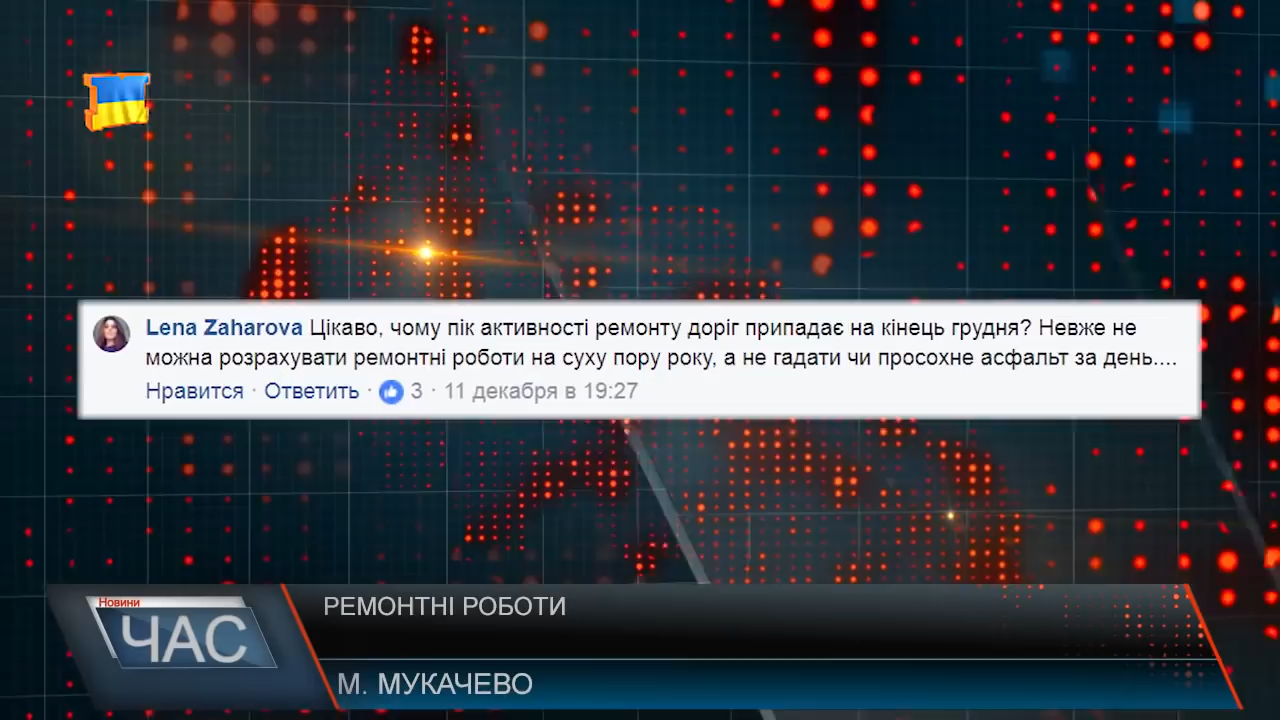 Lena Zaharova Цікаво, чому пік активності ремонту доріг припадає на кінець грудня? Невже не
можна розрахувати ремонтні роботи на суху пору року, а не гадати чи просохне асфальт за день....
Нравится · Ответить · 3 · 11 декабря в 19:27
Новини
ЧАС
РЕМОНТНІ РОБОТИ
М. МУКАЧЕВО